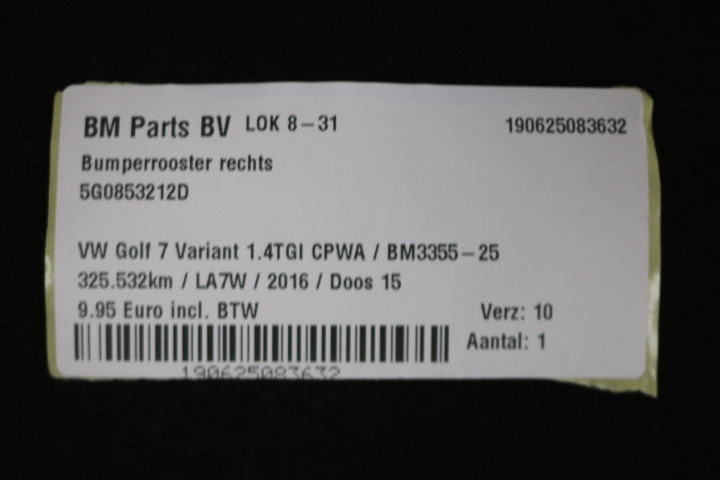 BM Parts BV LOK 8-31 190625083632
Bumperrooster rechts
5G0853212D
VW Golf 7 Variant 1.4TGI CPWA / BM3355-25
325.532km / LA7W / 2016 / Doos 15
9.95 Euro incl. BTW Verz: 10
Aantal: 1
190625083632